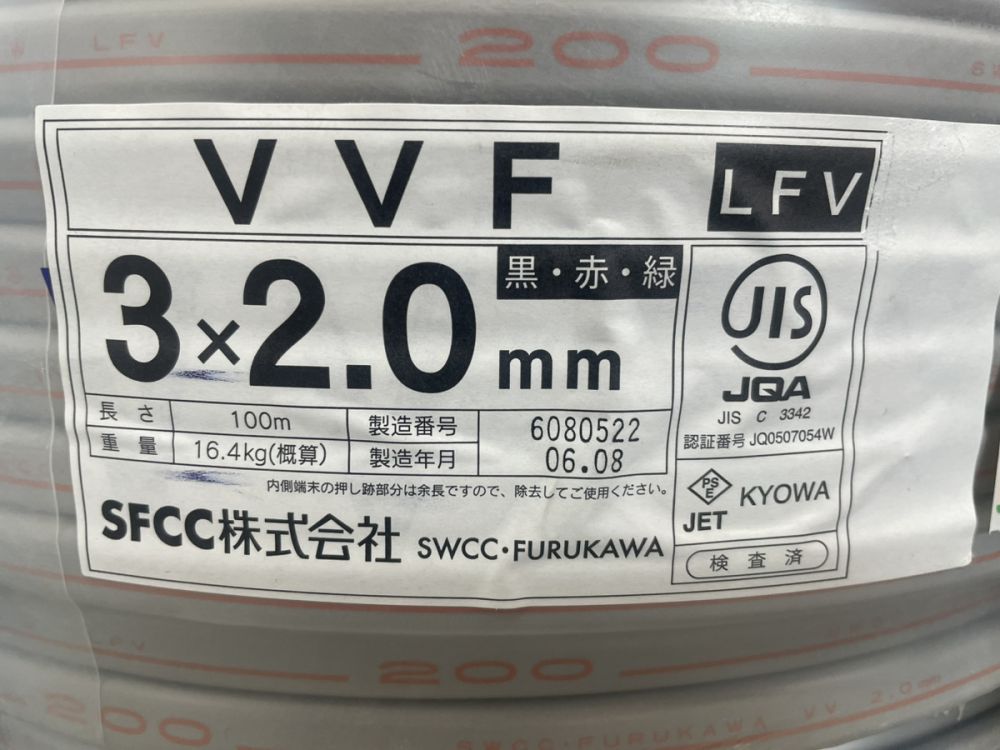 LFV 200
VVF LFV
3×2.0mm 黒・赤・緑
JIS
JQA
JIS C 3342
認証番号 JQ0507054W
長さ 100m 製造番号 6080522
重量 16.4kg(概算) 製造年月 06.08
内側端末の押し跡部分は余長ですので、除去してご使用ください。
SFCC株式会社 SWCC・FURUKAWA
PS
E
JET KYOWA
検査済
LFV 200
200 SWCC・FURUKAWA VV 2.0mm